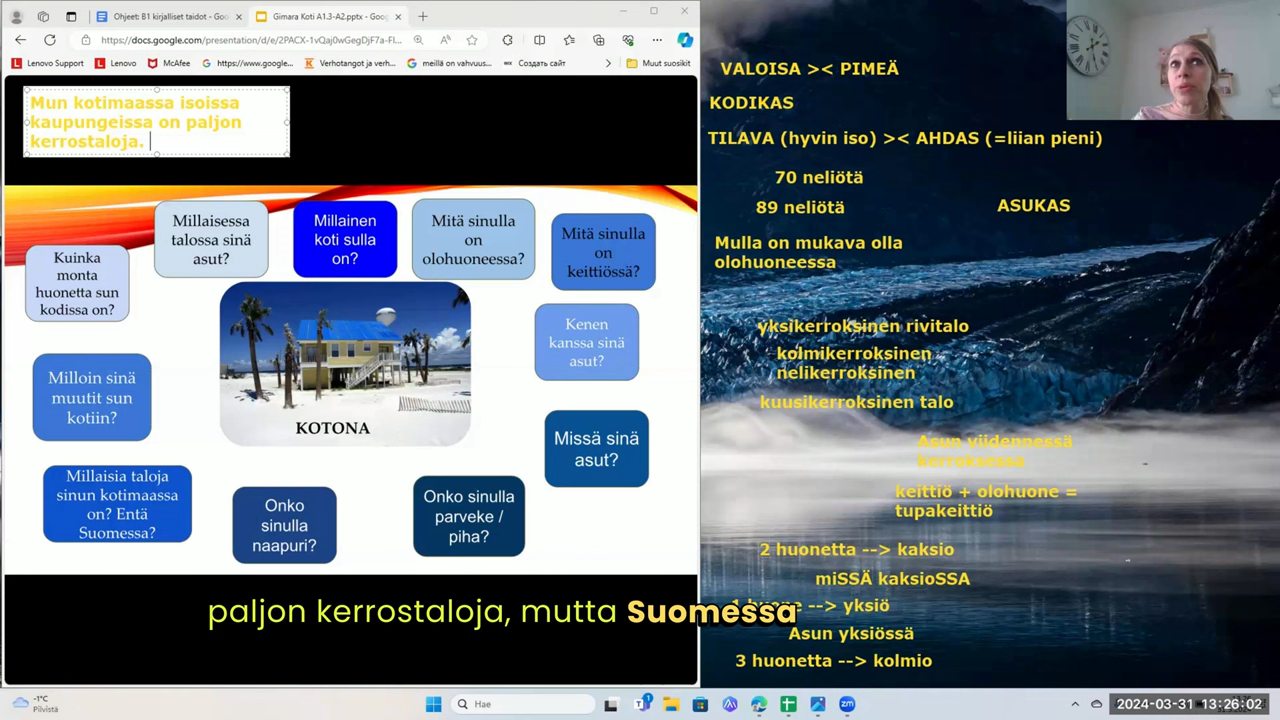 Ohjeet: B1 kirjalliset taidot - Goo
Gimara Koti A1.3-A2.pptx - Goo
https://docs.google.com/presentation/d/e/2PACX-1vQaj0wGegDjF7a-FI...
Lenovo Support
Lenovo
McAfee
https://www.google...
Verhotangot ja verh...
meillä on vahvuus...
Создать сайт
Muut suosikit
Mun kotimaassa isoissa
kaupungeissa on paljon
kerrostaloja.
Millaisessa
talossa sinä
asut?
Millainen
koti sulla
on?
Mitä sinulla
on
olohuoneessa?
Mitä sinulla
on
keittiössä?
Kuinka
monta
huonetta sun
kodissa on?
Kenen
kanssa sinä
asut?
Milloin sinä
muutit sun
kotiin?
KOTONA
Missä sinä
asut?
Millaisia taloja
sinun kotimaassa
on? Entä
Suomessa?
Onko
sinulla
naapuri?
Onko sinulla
parveke /
piha?
VALOISA >< PIMEÄ
KODIKAS
TILAVA (hyvin iso) >< AHDAS (=liian pieni)
70 neliötä
89 neliötä
ASUKAS
Mulla on mukava olla
olohuoneessa
yksikerroksinen rivitalo
kolmikerroksinen
nelikerroksinen
kuusikerroksinen talo
Asun viidennessä
kerroksessa
keittiö + olohuone =
tupakeittiö
2 huonetta --> kaksio
miSSÄ kaksioSSA
--> yksiö
Asun yksiössä
3 huonetta --> kolmio
paljon kerrostaloja, mutta Suomessa
-1°C
Pilvistä
Hae
2024-03-31 13:26:02